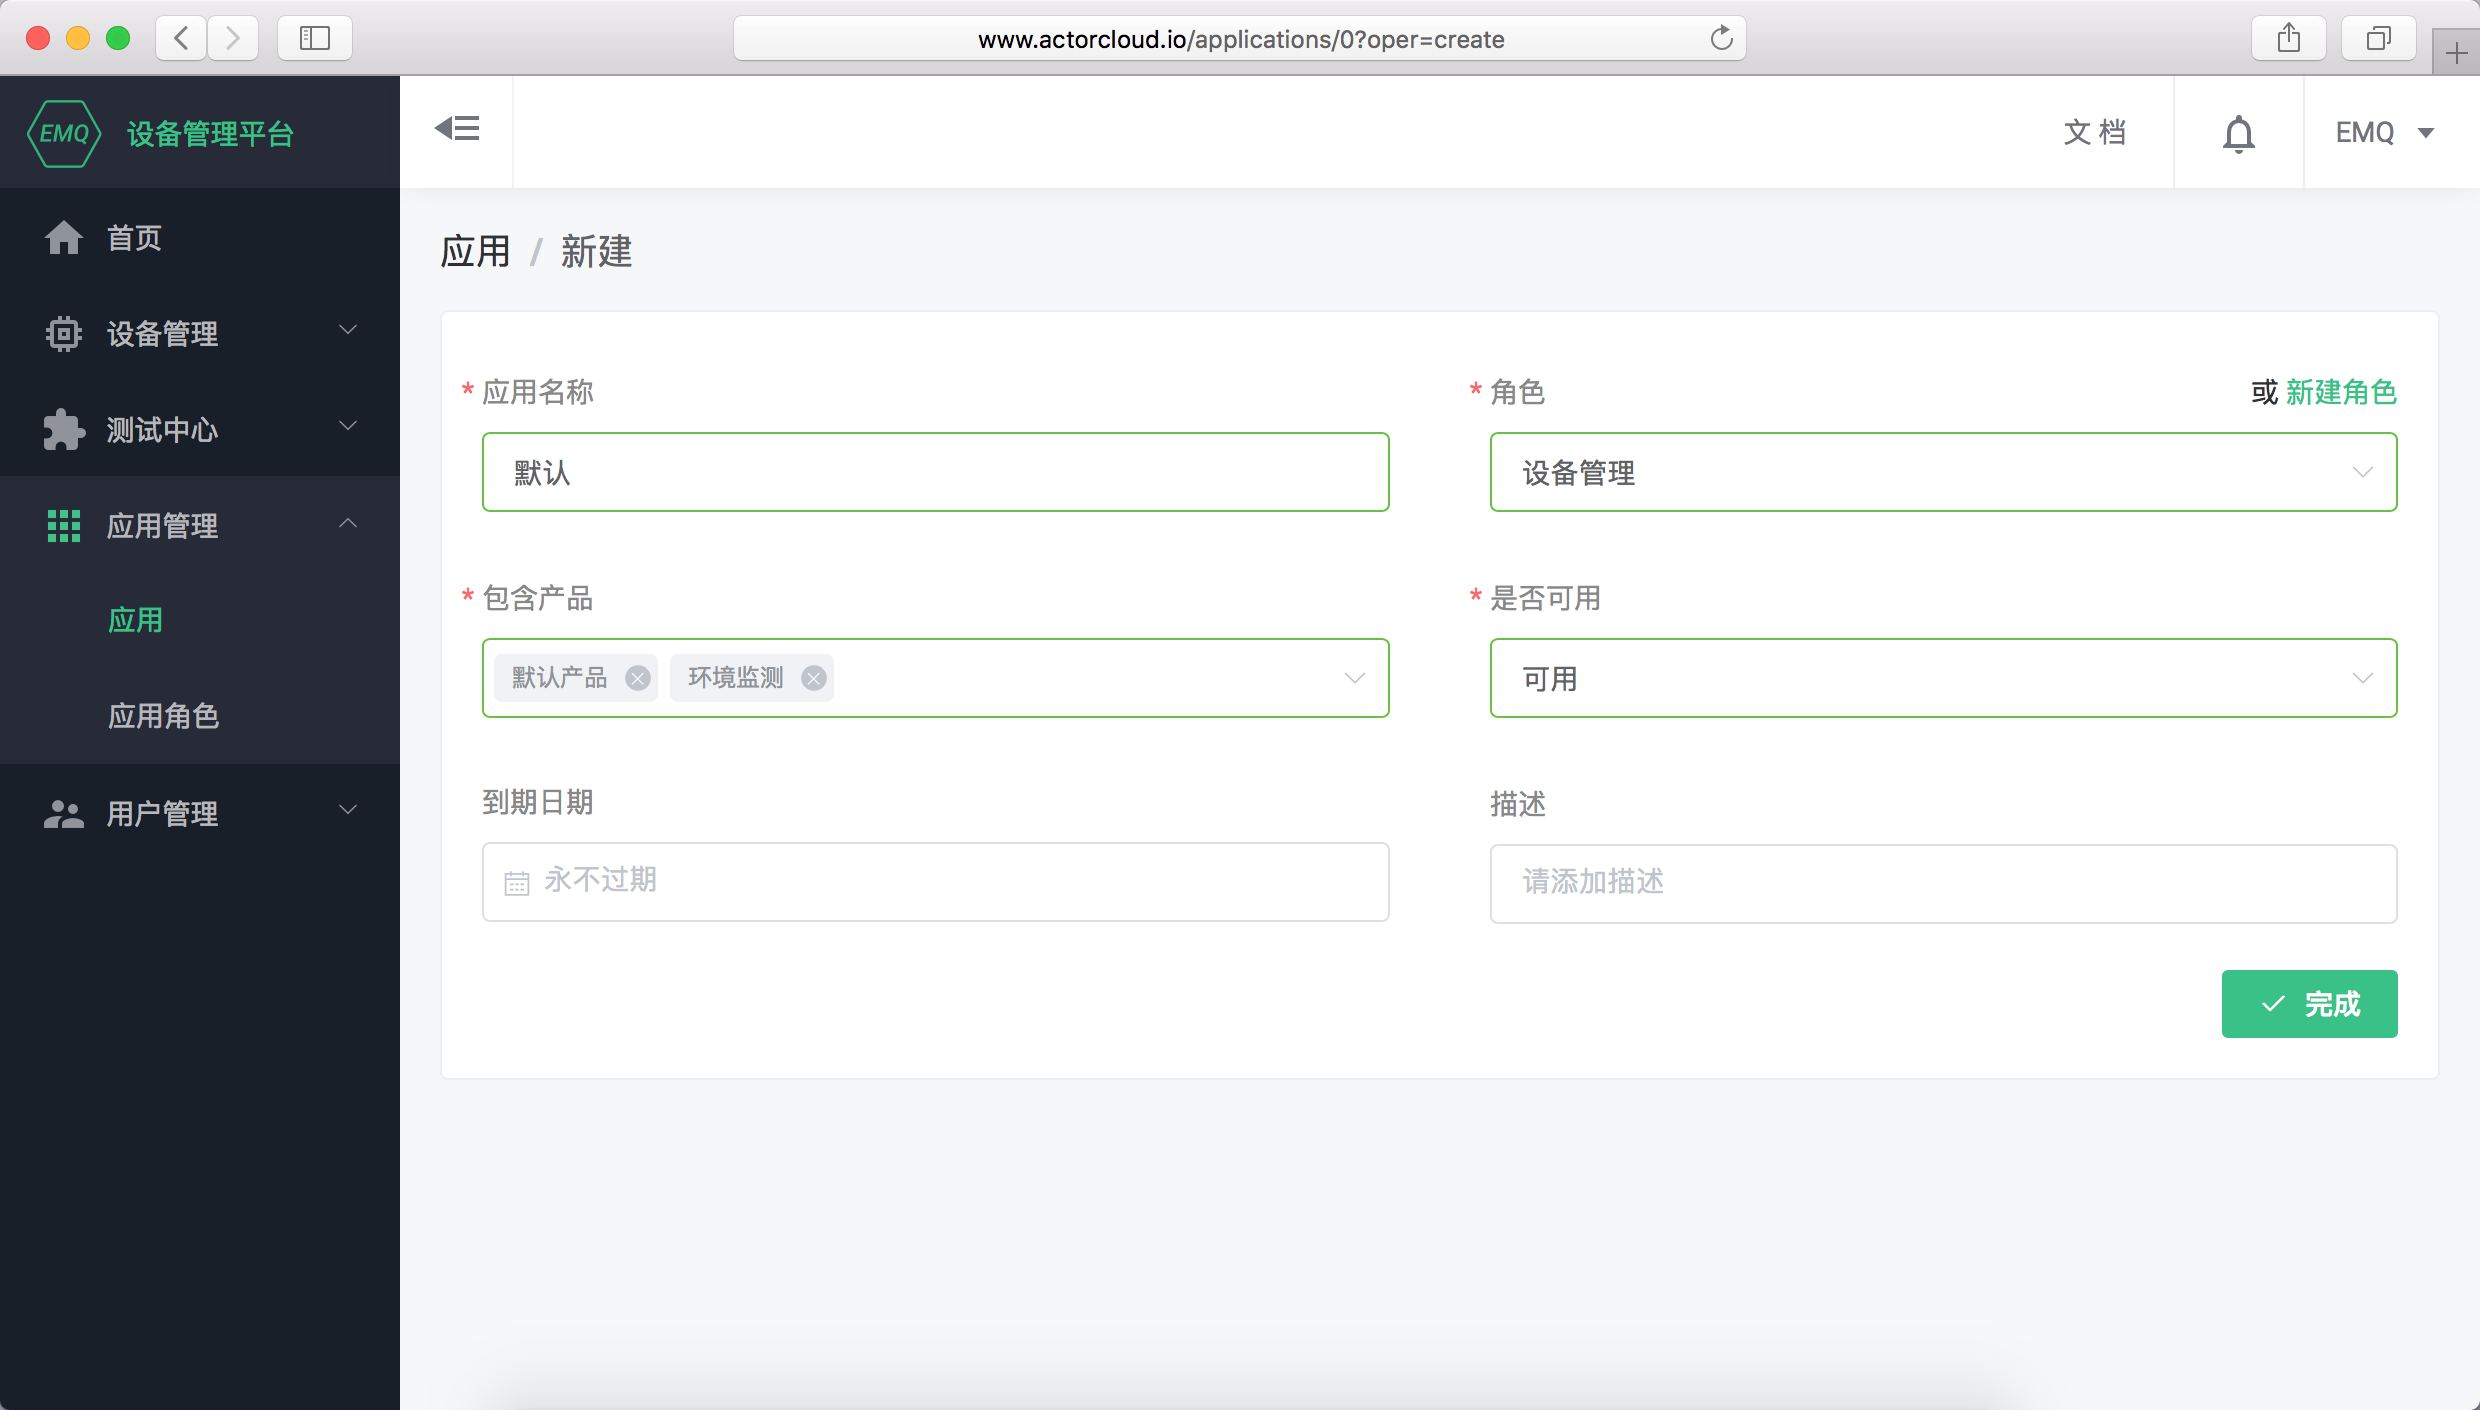 www.actorcloud.io/applications/0?oper=create
EMQ 设备管理平台
文 档
EMQ
首页
设备管理
测试中心
应用管理
应用
应用角色
用户管理
应用 / 新建
* 应用名称
默认
* 角色
或 新建角色
设备管理
* 包含产品
默认产品 环境监测
* 是否可用
可用
到期日期
永不过期
描述
请添加描述
完成